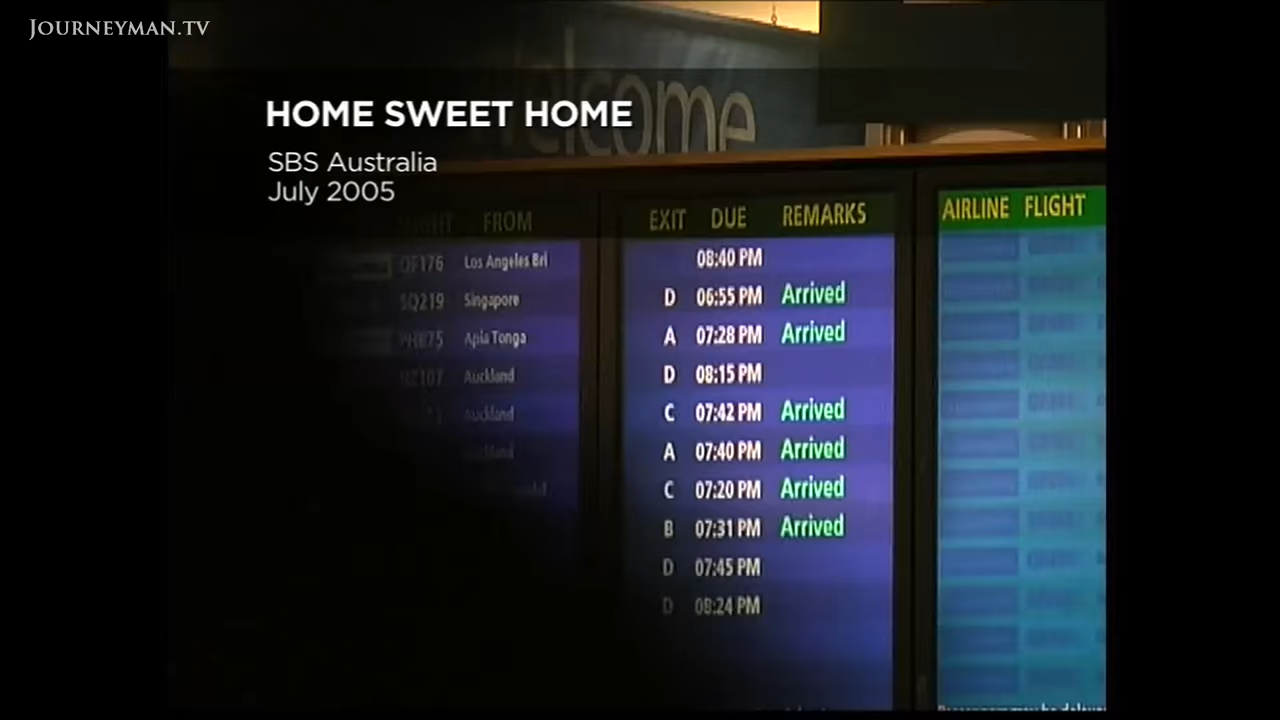 JOURNEYMAN.TV
Welcome
HOME SWEET HOME
SBS Australia
July 2005
FROM EXIT DUE REMARKS AIRLINE FLIGHT
QF176 Los Angeles Bri 08:40 PM
SQ219 Singapore D 06:55 PM Arrived
Apia Tonga A 07:28 PM Arrived
NZ107 Auckland D 08:15 PM
Auckland C 07:42 PM Arrived
Auckland A 07:40 PM Arrived
C 07:20 PM Arrived
B 07:31 PM Arrived
D 07:45 PM
D 08:24 PM